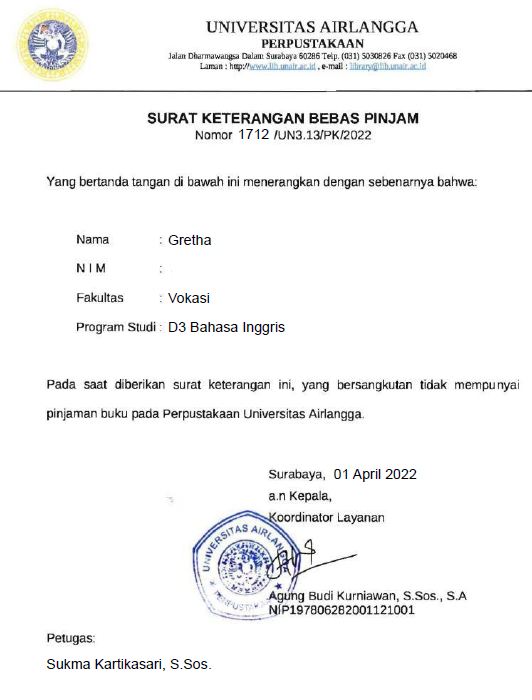 UNIVERSITAS AIRLANGGA
PERPUSTAKAAN
Jalan Dharmawangsa Dalam Surabaya 60286 Telp. (031) 5030826 Fax (031) 5020468
Laman : http://www.lib.unair.ac.id , e-mail : library@lib.unair.ac.id
SURAT KETERANGAN BEBAS PINJAM
Nomor 1712 /UN3.13/PK/2022
Yang bertanda tangan di bawah ini menerangkan dengan sebenarnya bahwa:
Nama : Gretha
N I M :
Fakultas : Vokasi
Program Studi : D3 Bahasa Inggris
Pada saat diberikan surat keterangan ini, yang bersangkutan tidak mempunyai
pinjaman buku pada Perpustakaan Universitas Airlangga.
Surabaya, 01 April 2022
a.n Kepala,
Koordinator Layanan
UNIVERSITAS AIRLANGGA
PERPUSTAKAAN
Agung Budi Kurniawan, S.Sos., S.A
NIP197806282001121001
Petugas:
Sukma Kartikasari, S.Sos.